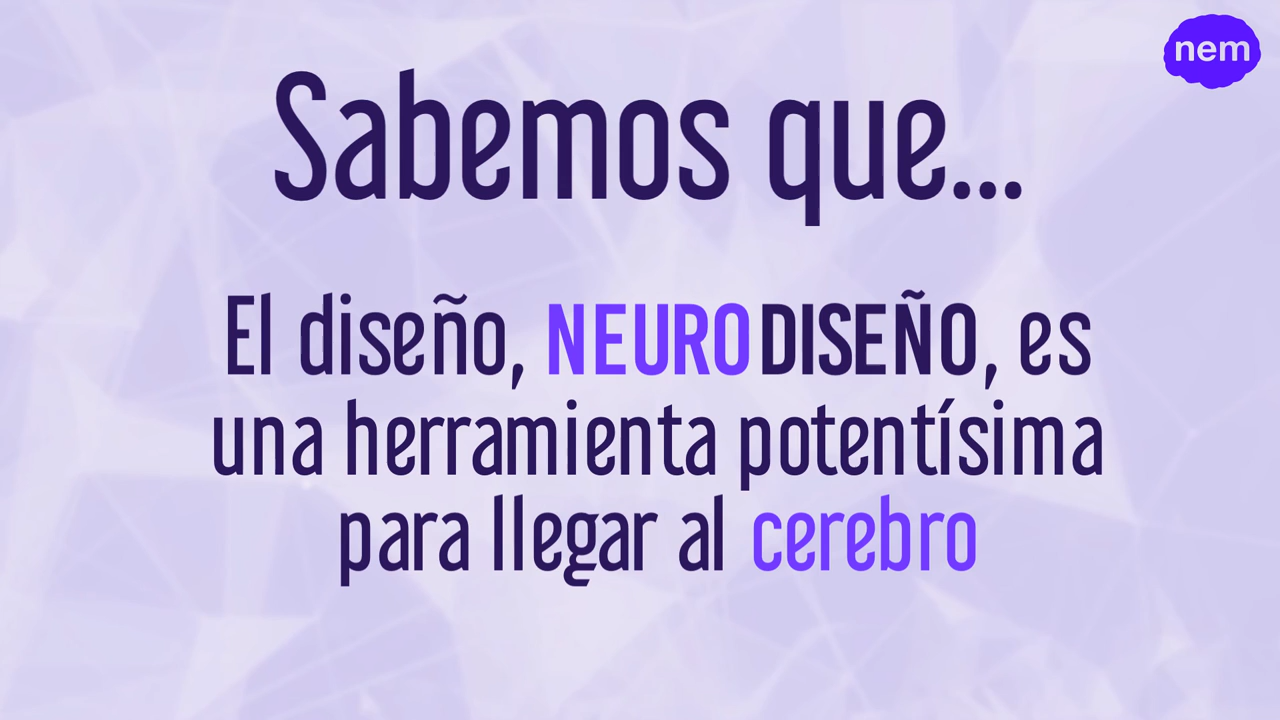 nem
Sabemos que...
El diseño, NEURODISEÑO, es
una herramienta potentísima
para llegar al cerebro